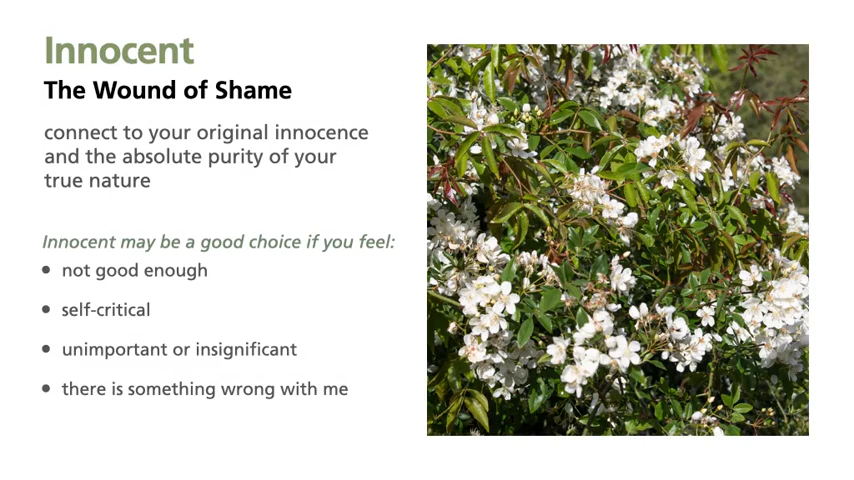 Innocent
The Wound of Shame
connect to your original innocence
and the absolute purity of your
true nature
Innocent may be a good choice if you feel:
• not good enough
• self-critical
• unimportant or insignificant
• there is something wrong with me